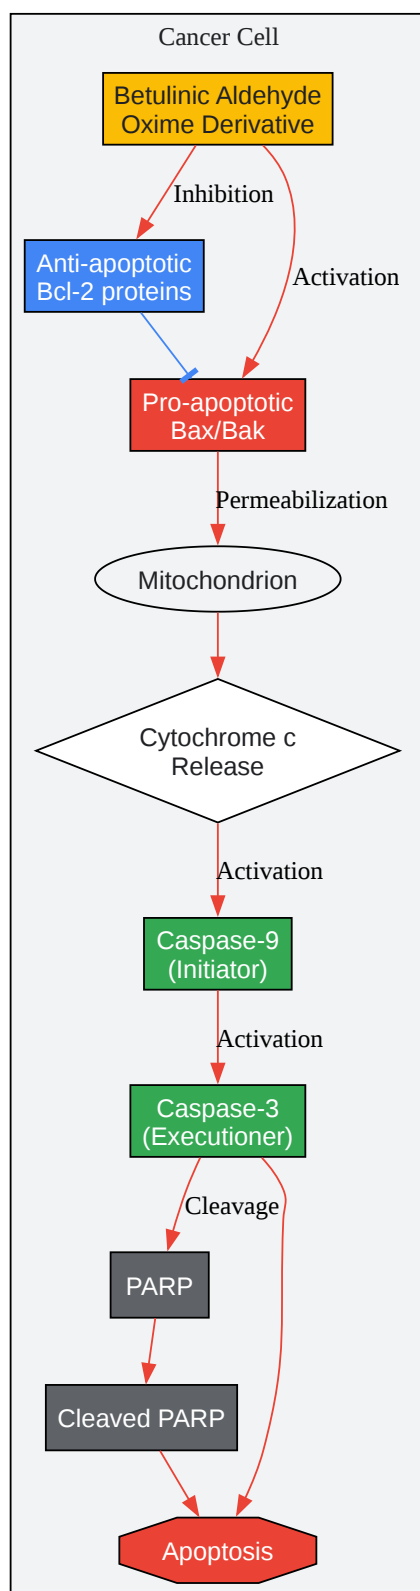 Cancer Cell
Betulinic Aldehyde
Oxime Derivative
Inhibition
Anti-apoptotic
Bcl-2 proteins
Activation
Pro-apoptotic
Bax/Bak
Permeabilization
Mitochondrion
Cytochrome c
Release
Activation
Caspase-9
(Initiator)
Activation
Caspase-3
(Executioner)
Cleavage
PARP
Cleaved PARP
Apoptosis